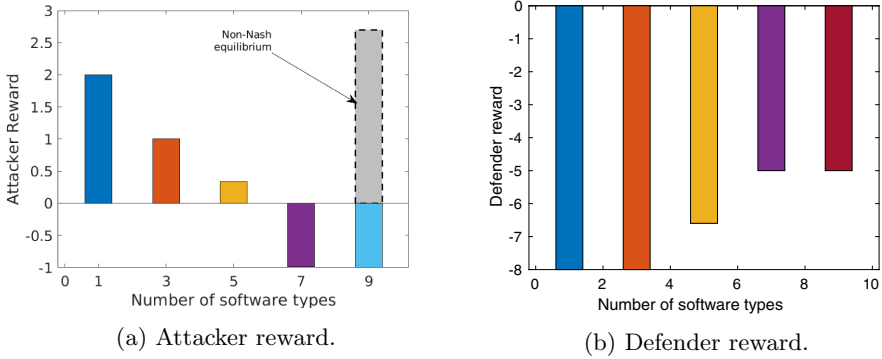 3
2.5
2
1.5
1
0.5
0
-0.5
-1
Attacker Reward
Non-Nash
equilibrium
0 1 3 5 7 9
Number of software types
(a) Attacker reward.
0
-1
-2
-3
-4
-5
-6
-7
-8
Defender reward
0 2 4 6 8 10
Number of software types
(b) Defender reward.